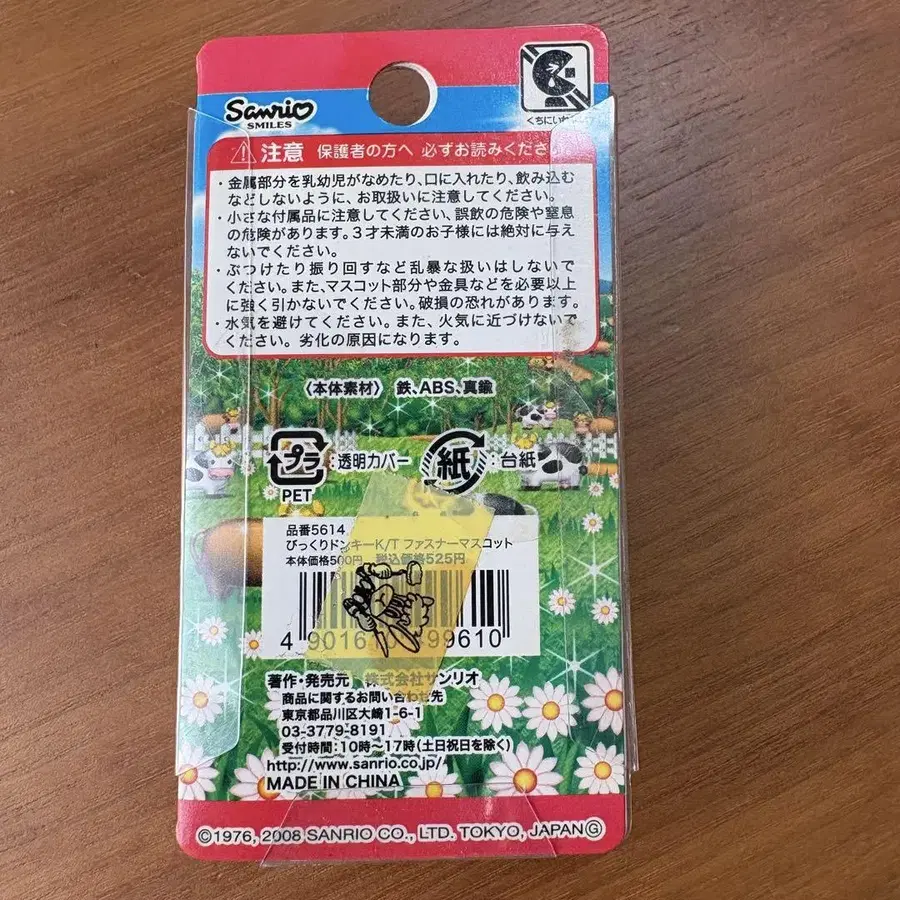 Sanrio
SMILES
くちにいれ
注意 保護者の方へ 必ずお読みくださ
・金属部分を乳幼児がなめたり、口に入れたり、飲み込む
などしないように、お取扱いに注意してください。
・小さな付属品に注意してください、誤飲の危険や窒息
の危険があります。3才未満のお子様には絶対に与え
ないでください。
・ぶつけたり振り回すなど乱暴な扱いはしないで
ください。また、マスコット部分や金具などを必要以上
に強く引かないでください。破損の恐れがあります。
・水気を避けてください。また、火気に近づけないで
ください。劣化の原因になります。
〈本体素材〉 鉄、ABS、真鍮
プラ:透明カバー 紙:台紙
PET
品番5614
びっくりドンキーK/T ファスナーマスコット
本体価格500円 税込価格525円
4 90161 99610
著作・発売元 株式会社サンリオ
商品に関するお問い合わせ先
東京都品川区大崎1-6-1
03-3779-8191
受付時間:10時〜17時(土日祝日を除く)
http://www.sanrio.co.jp/
MADE IN CHINA
©1976, 2008 SANRIO CO., LTD. TOKYO, JAPAN Ⓖ